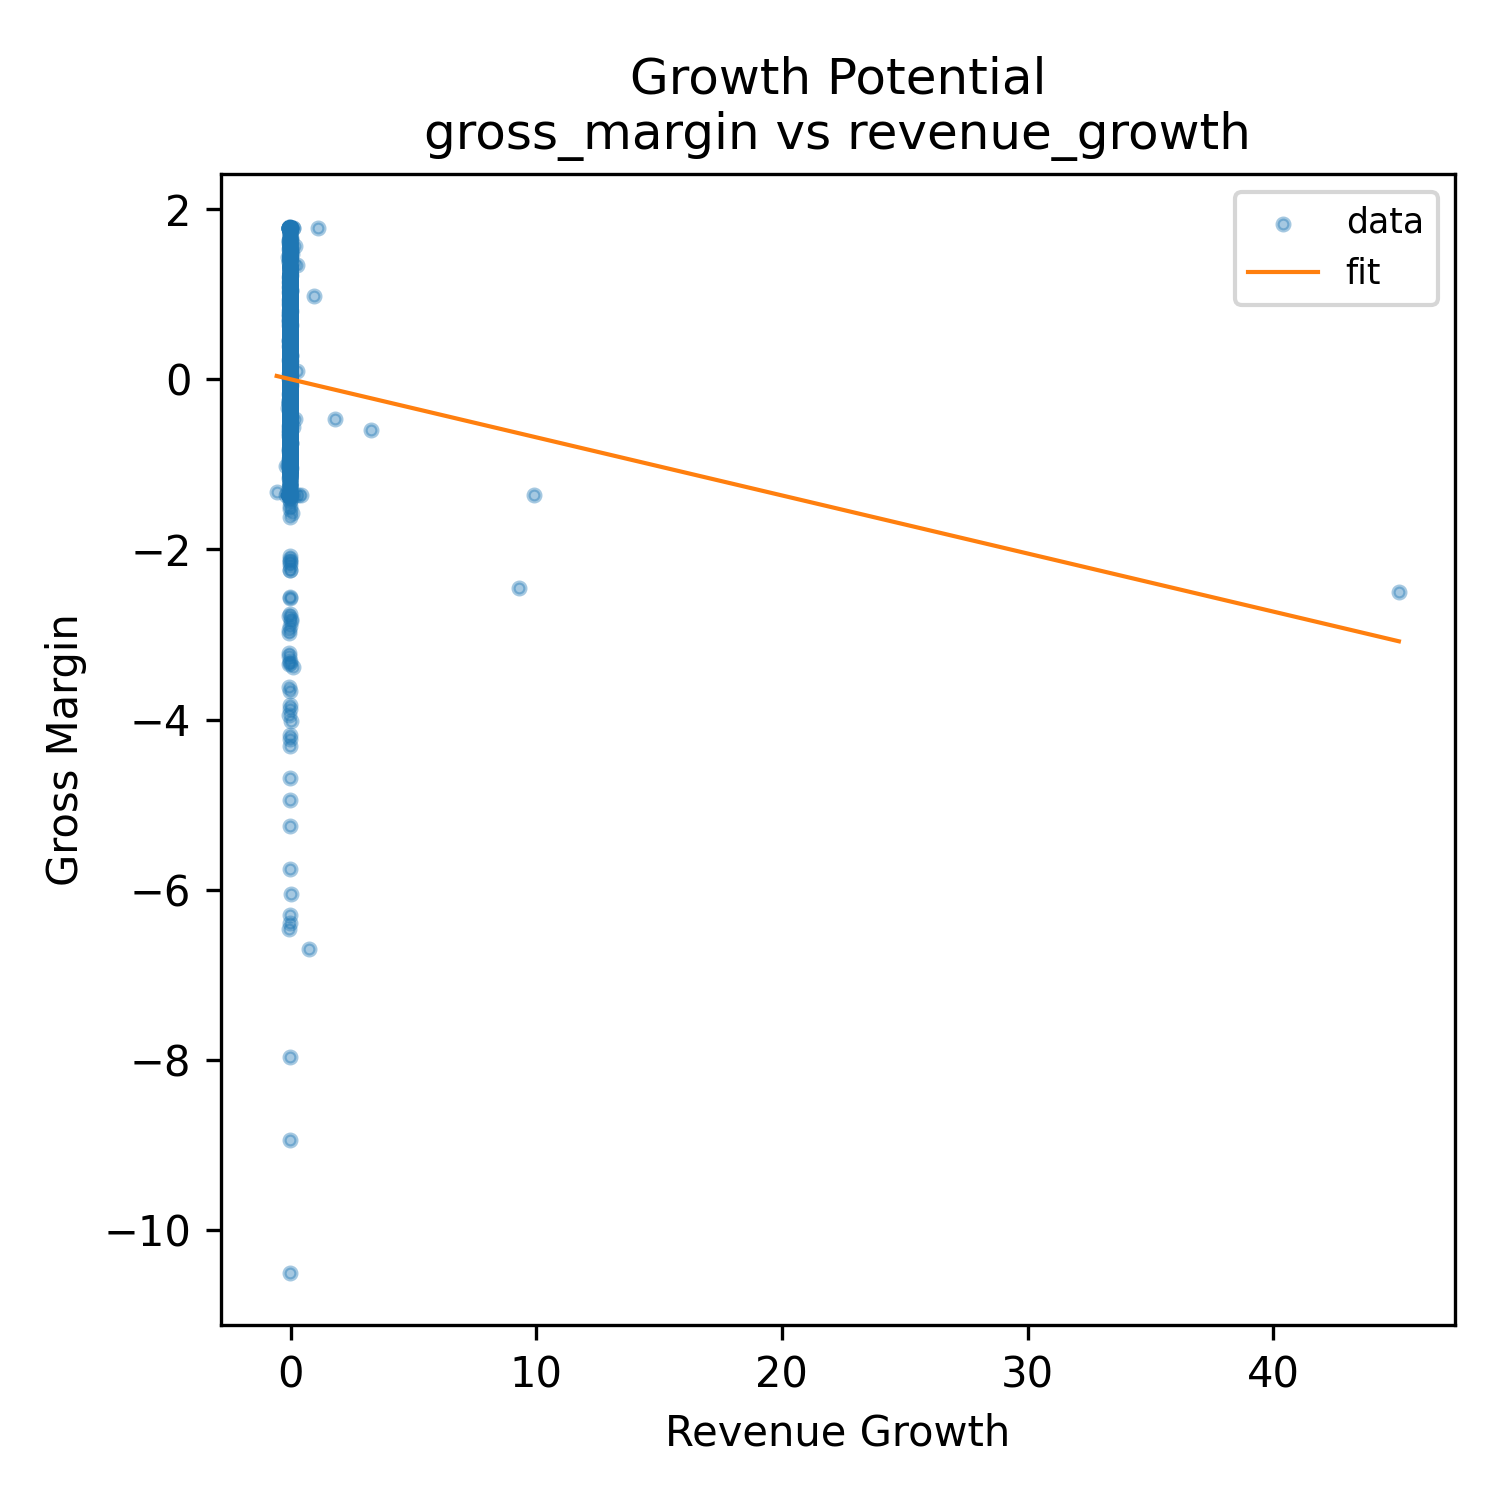 Growth Potential
gross_margin vs revenue_growth
data
fit
2
0
−2
−4
−6
−8
−10
Gross Margin
0 10 20 30 40
Revenue Growth